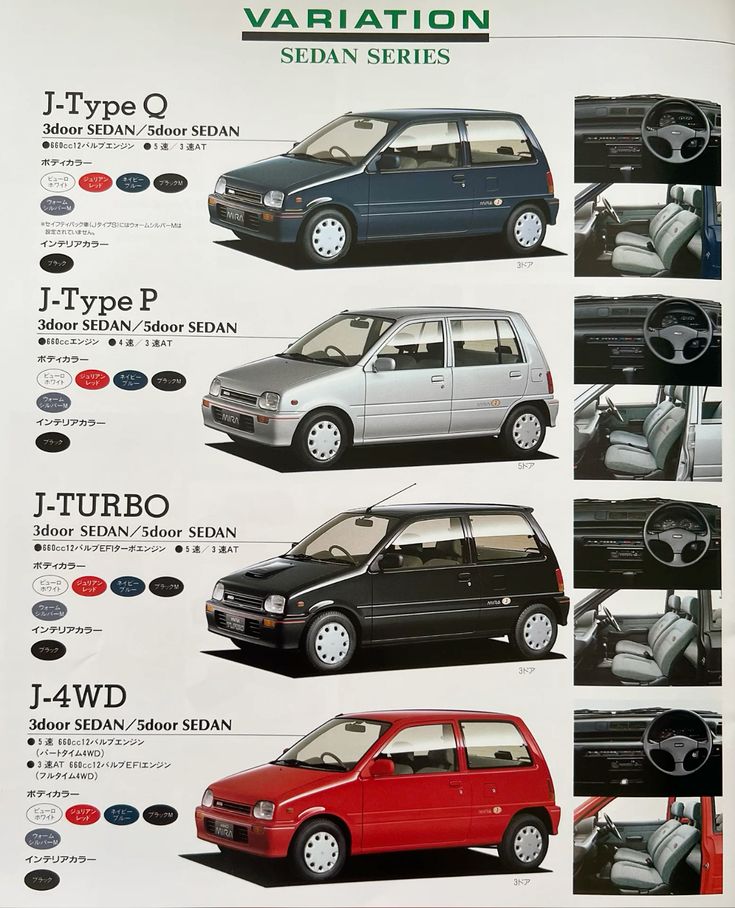 VARIATION
SEDAN SERIES
J-Type Q
3door SEDAN/5door SEDAN
●660cc12バルブエンジン ●5速/3速AT
ボディカラー
ピュー口
ホワイト
ジュリアン
レッド
ネイビー
ブルー
ブラックM
ウォーム
シルバーM
※セイフティパック車(JタイプS)にはウォームシルバーMは
設定されていません。
インテリアカラー
ブラック
MIRA
MIRA J
3ドア
J-Type P
3door SEDAN/5door SEDAN
●660ccエンジン ●4速/3速AT
ボディカラー
ピュー口
ホワイト
ジュリアン
レッド
ネイビー
ブルー
ブラックM
ウォーム
シルバーM
インテリアカラー
ブラック
MIRA
5ドア
J-TURBO
3door SEDAN/5door SEDAN
●660cc12バルブEFIターボエンジン ●5速/3速AT
ボディカラー
ピュー口
ホワイト
ジュリアン
レッド
ネイビー
ブルー
ブラックM
ウォーム
シルバーM
インテリアカラー
ブラック
MIRA J
3ドア
J-4WD
3door SEDAN/5door SEDAN
●5速 660cc12バルブエンジン
(パートタイム4WD)
●3速AT 660cc12バルブEFIエンジン
(フルタイム4WD)
ボディカラー
ピュー口
ホワイト
ジュリアン
レッド
ネイビー
ブルー
ブラックM
ウォーム
シルバーM
インテリアカラー
ブラック
MIRA
3ドア